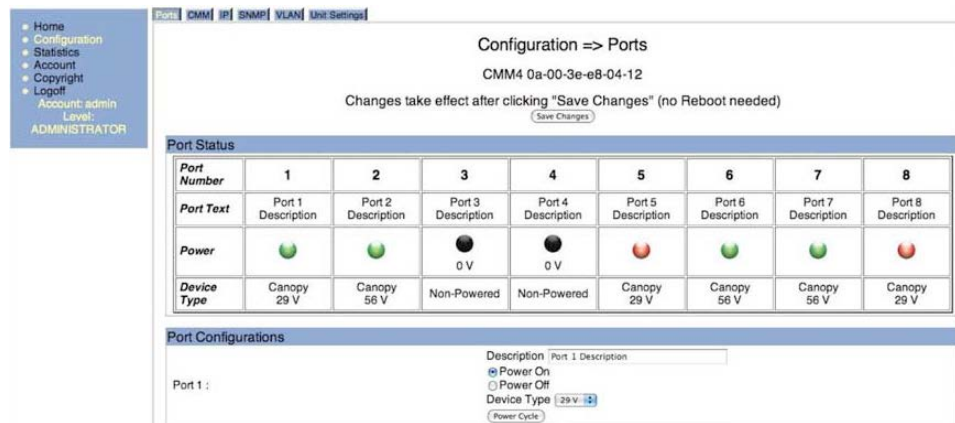 Ports CMM IP SNMP VLAN Unit Settings
Home
Configuration
Statistics
Account
Copyright
Logoff
Account: admin
Level:
ADMINISTRATOR
Configuration => Ports
CMM4 0a-00-3e-e8-04-12
Changes take effect after clicking "Save Changes" (no Reboot needed)
Save Changes
Port Status
Port Number 1 2 3 4 5 6 7 8
Port Text Port 1 Description Port 2 Description Port 3 Description Port 4 Description Port 5 Description Port 6 Description Port 7 Description Port 8 Description
Power 0 V 0 V
Device Type Canopy 29 V Canopy 56 V Non-Powered Non-Powered Canopy 29 V Canopy 56 V Canopy 56 V Canopy 29 V
Port Configurations
Description Port 1 Description
Power On
Port 1 : Power Off
Device Type 29 V
Power Cycle